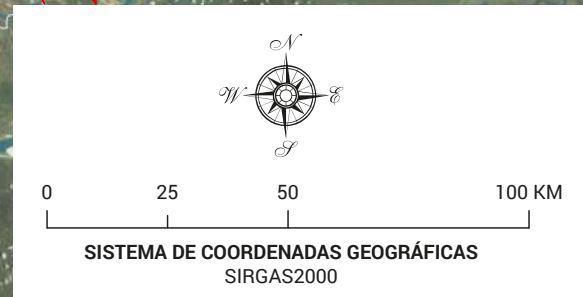 N
W E
S
0 25 50 100 KM
SISTEMA DE COORDENADAS GEOGRÁFICAS
SIRGAS2000